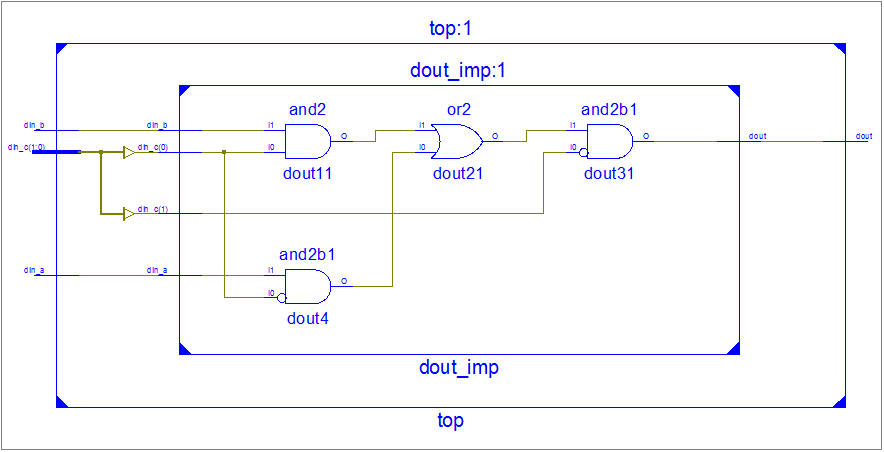 top:1
dout_imp:1
and2 or2 and2b1
din_b din_b I1 O I1 O I1 O dout dout
din_c(1:0) din_c(0) I0 I0 I0
dout11 dout21 dout31
din_c(1)
and2b1
din_a din_a I1 O
I0
dout4
dout_imp
top